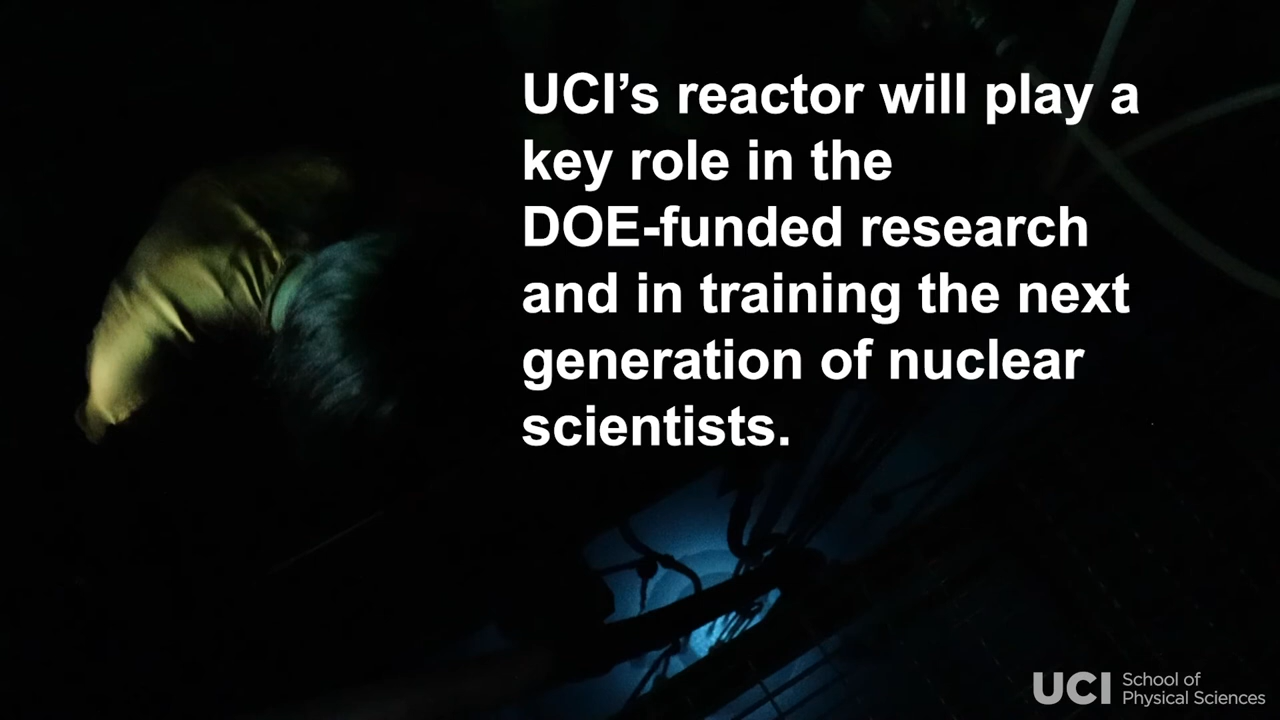 UCI’s reactor will play a
key role in the
DOE-funded research
and in training the next
generation of nuclear
scientists.
UCI School of
Physical Sciences